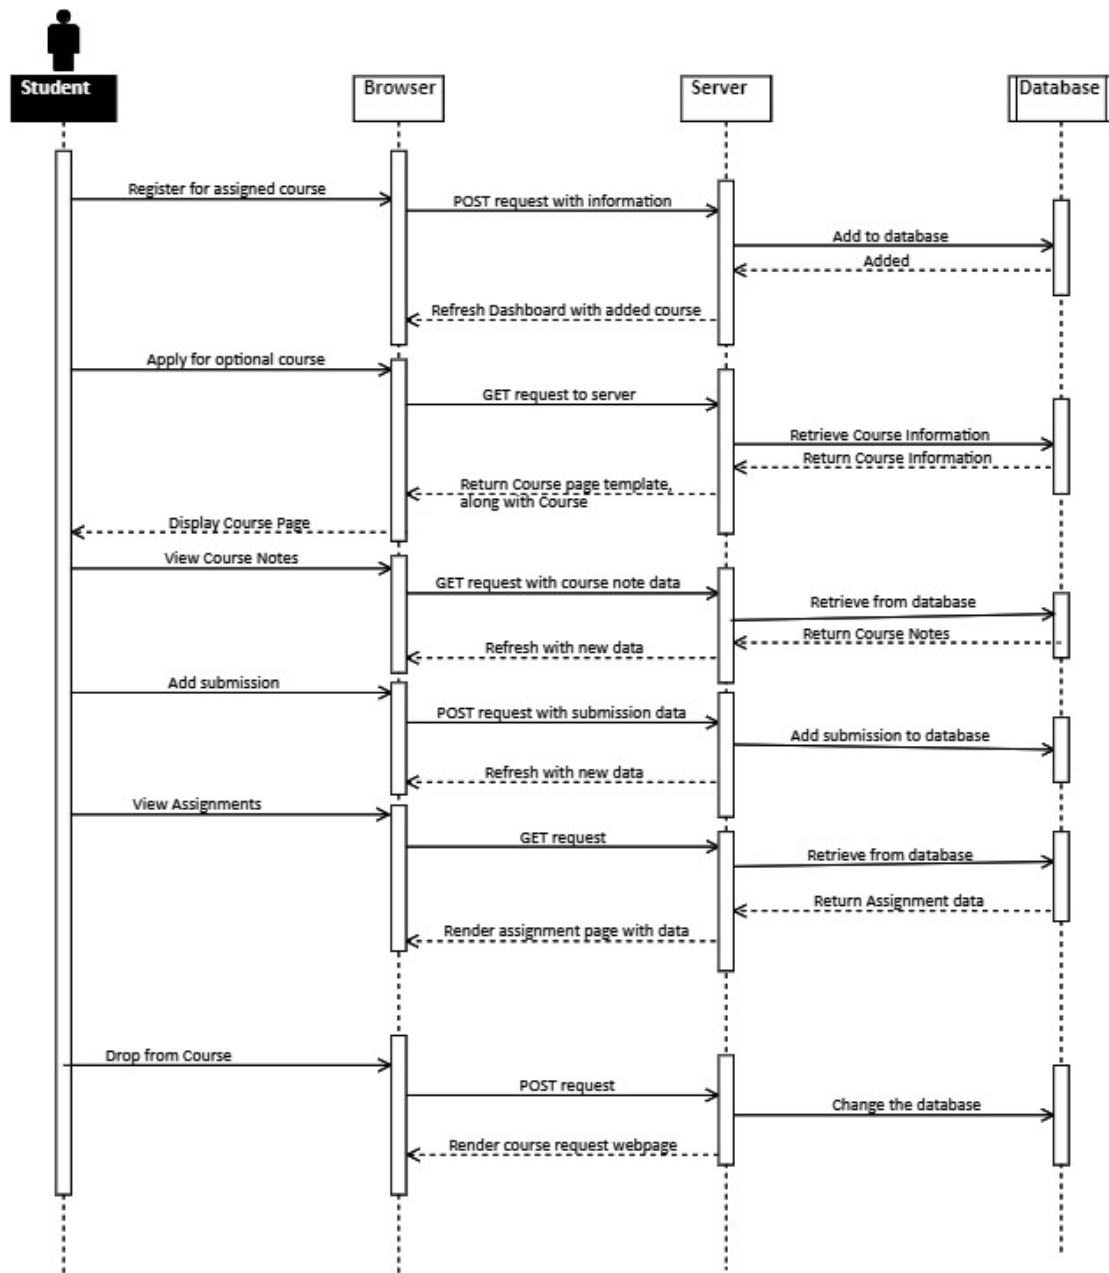 Student
Browser
Server
Database
Register for assigned course
POST request with information
Add to database
Added
Refresh Dashboard with added course
Apply for optional course
GET request to server
Retrieve Course Information
Return Course Information
Return Course page template,
along with Course
Display Course Page
View Course Notes
GET request with course note data
Retrieve from database
Return Course Notes
Refresh with new data
Add submission
POST request with submission data
Add submission to database
Refresh with new data
View Assignments
GET request
Retrieve from database
Return Assignment data
Render assignment page with data
Drop from Course
POST request
Change the database
Render course request webpage